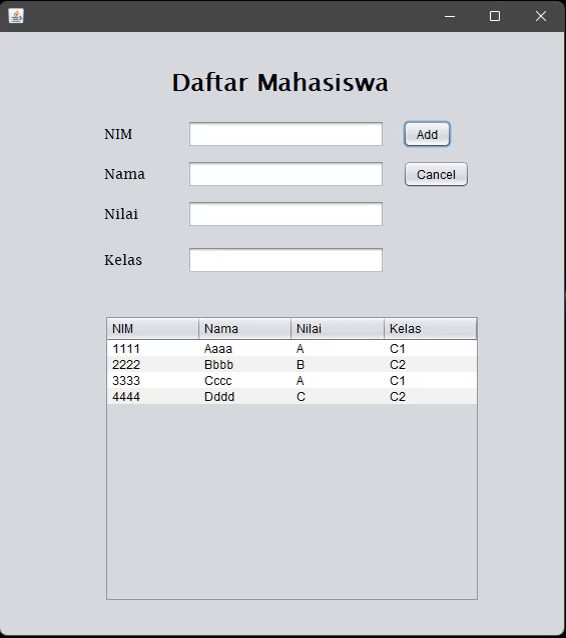 Daftar Mahasiswa
NIM Add
Nama Cancel
Nilai
Kelas
NIM Nama Nilai Kelas
1111 Aaaa A C1
2222 Bbbb B C2
3333 Cccc A C1
4444 Dddd C C2